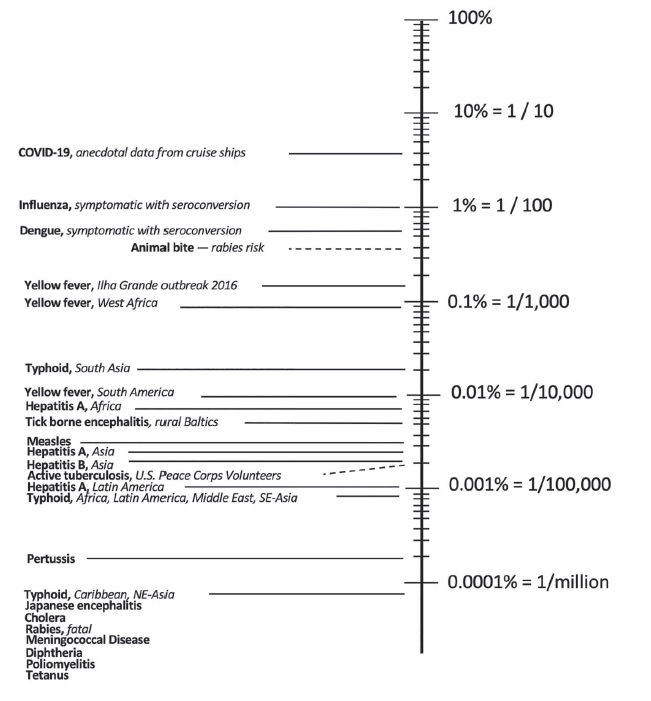 100%
10% = 1 / 10
COVID-19, anecdotal data from cruise ships
Influenza, symptomatic with seroconversion
1% = 1 / 100
Dengue, symptomatic with seroconversion
Animal bite — rabies risk
Yellow fever, Ilha Grande outbreak 2016
Yellow fever, West Africa
0.1% = 1/1,000
Typhoid, South Asia
Yellow fever, South America
0.01% = 1/10,000
Hepatitis A, Africa
Tick borne encephalitis, rural Baltics
Measles
Hepatitis A, Asia
Hepatitis B, Asia
Active tuberculosis, U.S. Peace Corps Volunteers
Hepatitis A, Latin America
0.001% = 1/100,000
Typhoid, Africa, Latin America, Middle East, SE-Asia
Pertussis
0.0001% = 1/million
Typhoid, Caribbean, NE-Asia
Japanese encephalitis
Cholera
Rabies, fatal
Meningococcal Disease
Diphtheria
Poliomyelitis
Tetanus